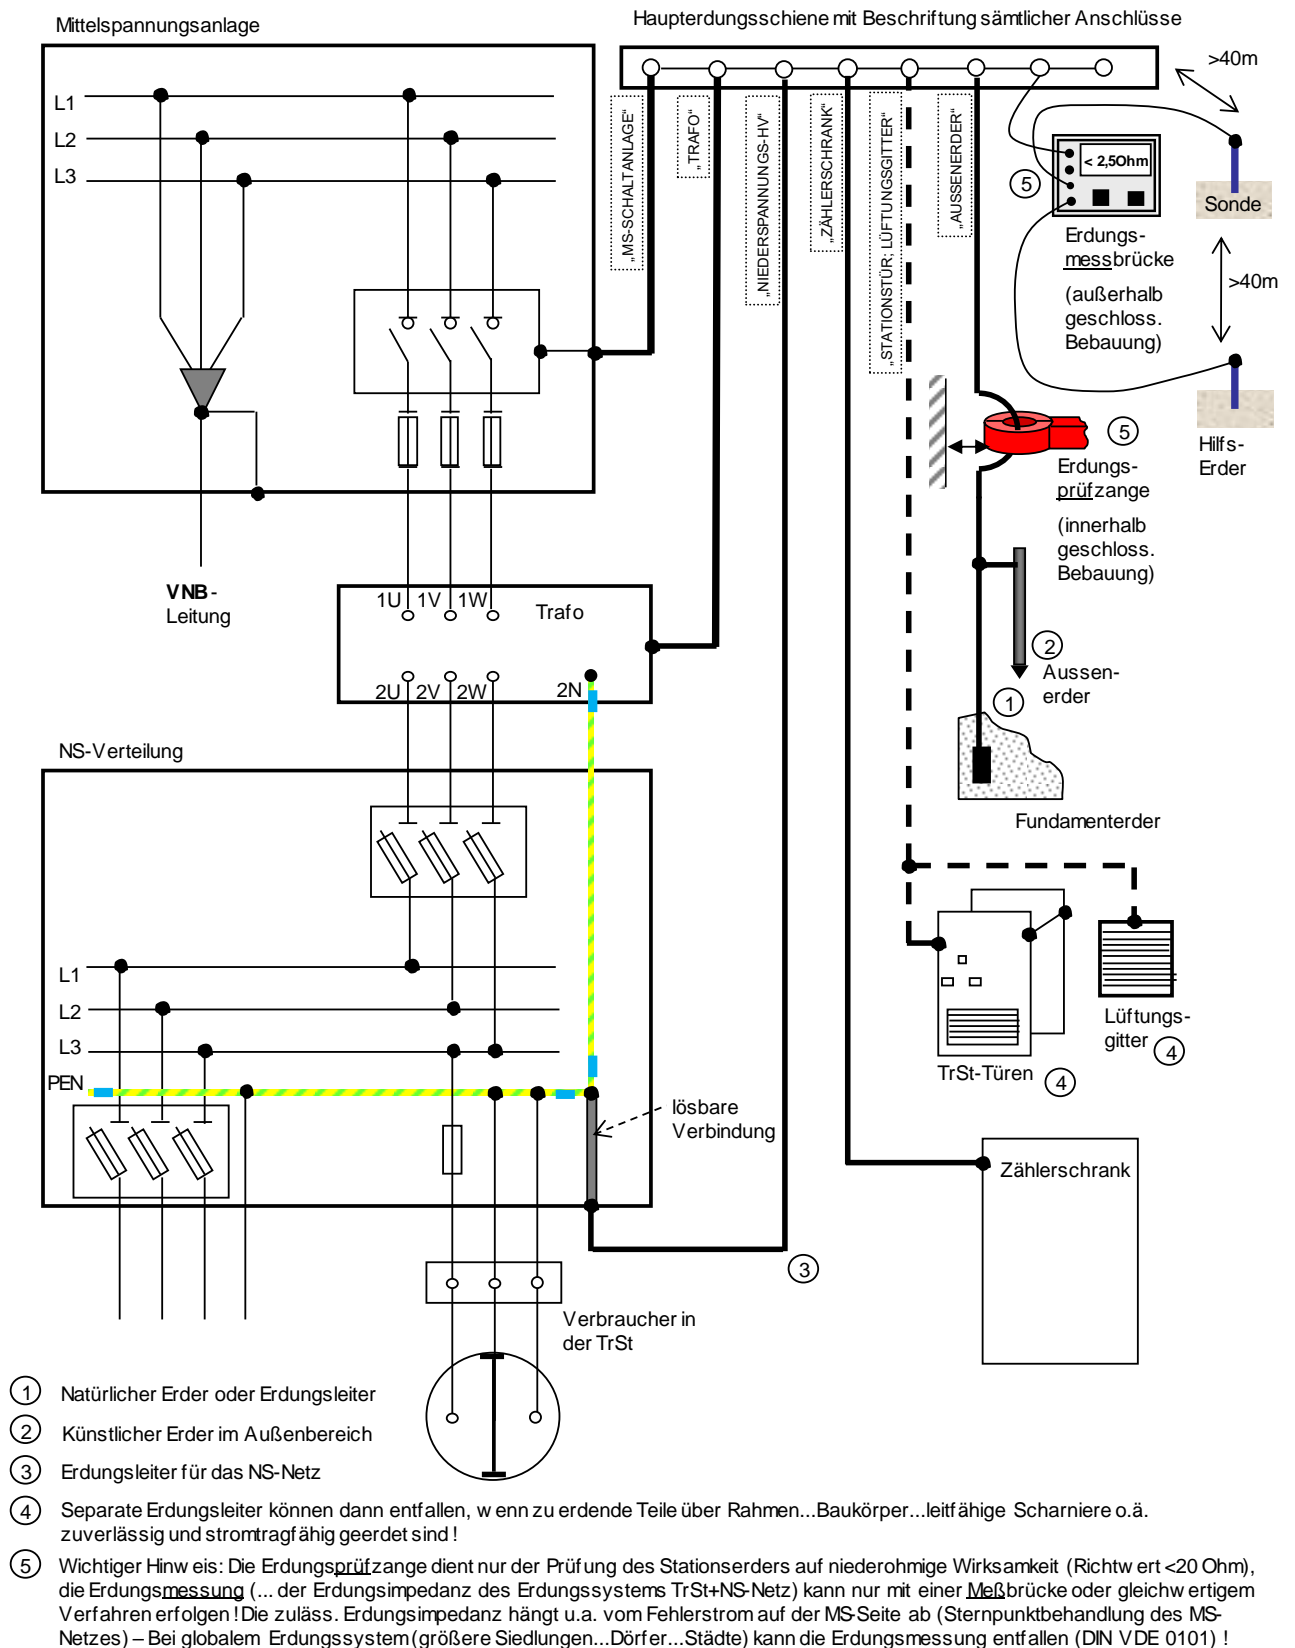 Mittelspannungsanlage
Haupterdungsschiene mit Beschriftung sämtlicher Anschlüsse
L1
L2
L3
„MS-SCHALTANLAGE“
„TRAFO“
„NIEDERSPANNUNGS-HV“
„ZÄHLERSCHRANK“
„STATIONSTÜR; LÜFTUNGSGITTER“
„AUSSENERDER“
>40m
< 2,5Ohm
5
Sonde
Erdungs-
messbrücke
(außerhalb
geschloss.
Bebauung)
>40m
Hilfs-
Erder
5
Erdungs-
prüfzange
(innerhalb
geschloss.
Bebauung)
VNB-
Leitung
1U 1V 1W
Trafo
2U 2V 2W 2N
2
Aussen-
erder
1
Fundamenterder
NS-Verteilung
L1
L2
L3
PEN
lösbare
Verbindung
TrSt-Türen
4
Lüftungs-
gitter
4
Zählerschrank
3
Verbraucher in
der TrSt
1 Natürlicher Erder oder Erdungsleiter
2 Künstlicher Erder im Außenbereich
3 Erdungsleiter für das NS-Netz
4 Separate Erdungsleiter können dann entfallen, wenn zu erdende Teile über Rahmen...Baukörper...leitfähige Scharniere o.ä.
zuverlässig und stromtragfähig geerdet sind !
5 Wichtiger Hinweis: Die Erdungsprüfzange dient nur der Prüfung des Stationserders auf niederohmige Wirksamkeit (Richtwert <20 Ohm),
die Erdungsmessung (... der Erdungsimpedanz des Erdungssystems TrSt+NS-Netz) kann nur mit einer Meßbrücke oder gleichwertigem
Verfahren erfolgen ! Die zuläss. Erdungsimpedanz hängt u.a. vom Fehlerstrom auf der MS-Seite ab (Sternpunktbehandlung des MS-
Netzes) – Bei globalem Erdungssystem (größere Siedlungen...Dörfer...Städte) kann die Erdungsmessung entfallen (DIN VDE 0101) !